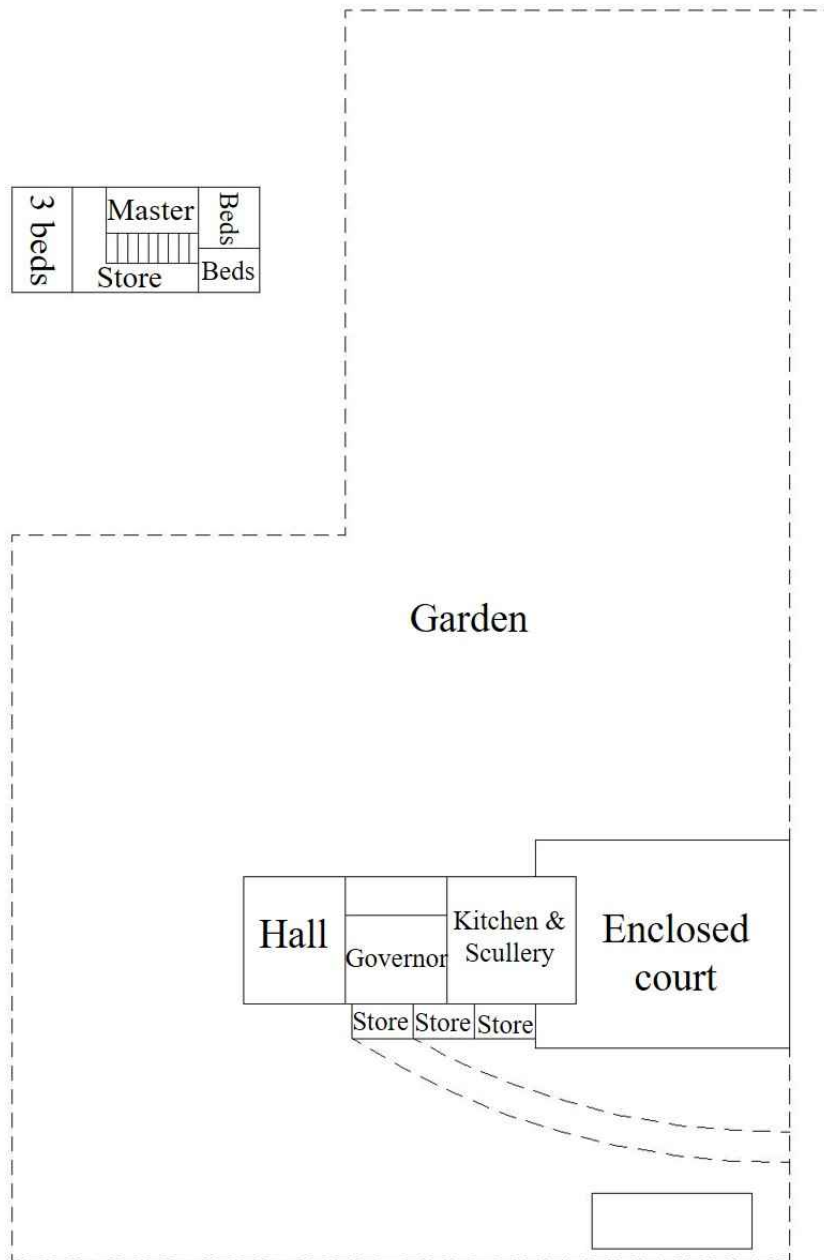 3 beds
Master
Beds
Store
Beds
Garden
Hall
Governor
Kitchen &
Scullery
Enclosed
court
Store
Store
Store